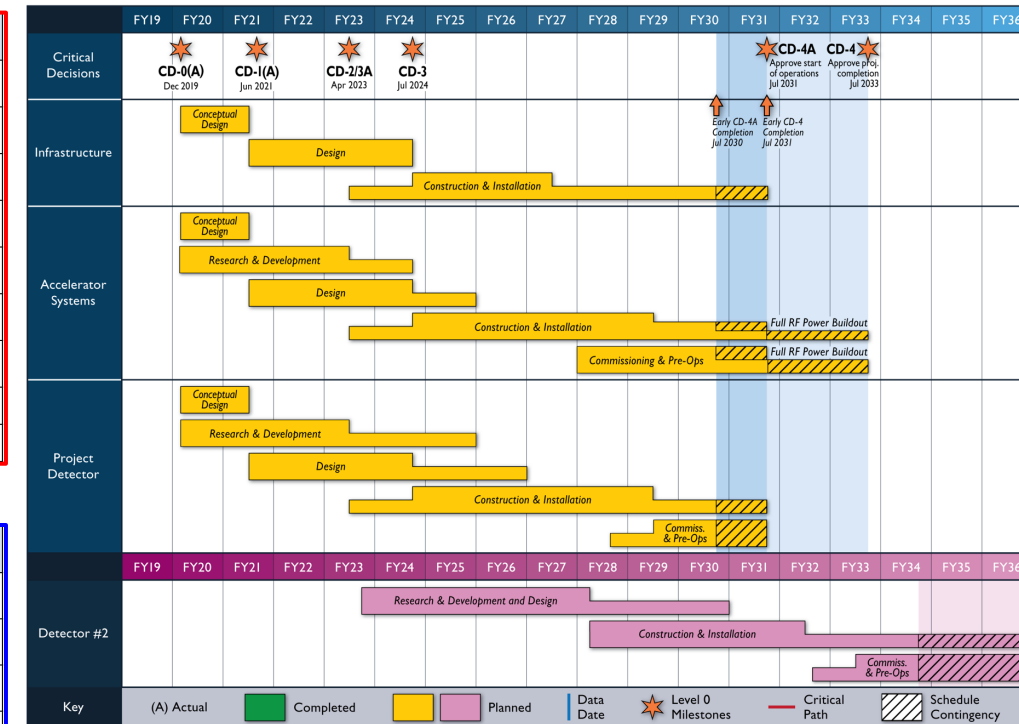 FY19 FY20 FY21 FY22 FY23 FY24 FY25 FY26 FY27 FY28 FY29 FY30 FY31 FY32 FY33 FY34 FY35 FY36
Critical
Decisions
CD-0(A)
Dec 2019
CD-1(A)
Jun 2021
CD-2/3A
Apr 2023
CD-3
Jul 2024
CD-4A
Approve start
of operations
Jul 2031
CD-4
Approve proj.
completion
Jul 2033
Early CD-4A
Completion
Jul 2030
Early CD-4
Completion
Jul 2031
Infrastructure
Conceptual
Design
Design
Construction & Installation
Accelerator
Systems
Conceptual
Design
Research & Development
Design
Construction & Installation
Full RF Power Buildout
Commissioning & Pre-Ops
Full RF Power Buildout
Project
Detector
Conceptual
Design
Research & Development
Design
Construction & Installation
Commiss.
& Pre-Ops
FY19 FY20 FY21 FY22 FY23 FY24 FY25 FY26 FY27 FY28 FY29 FY30 FY31 FY32 FY33 FY34 FY35 FY36
Detector #2
Research & Development and Design
Construction & Installation
Commiss.
& Pre-Ops
Key
(A) Actual
Completed
Planned
Data
Date
Level 0
Milestones
Critical
Path
Schedule
Contingency